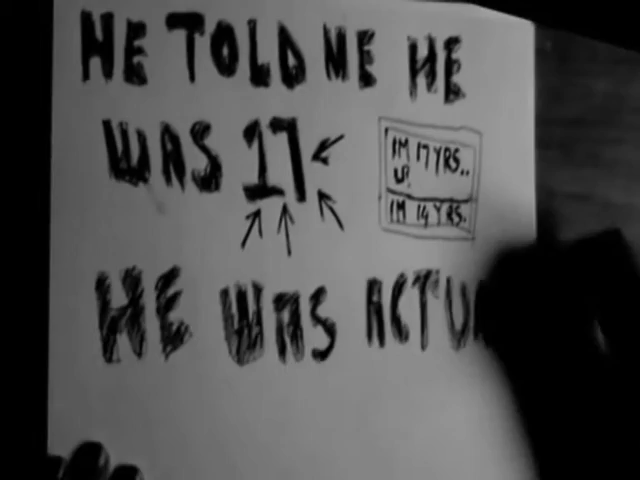 HE TOLD ME HE
WAS 17
IM 17 YRS..
IM 14 YRS.
HE WAS ACTU